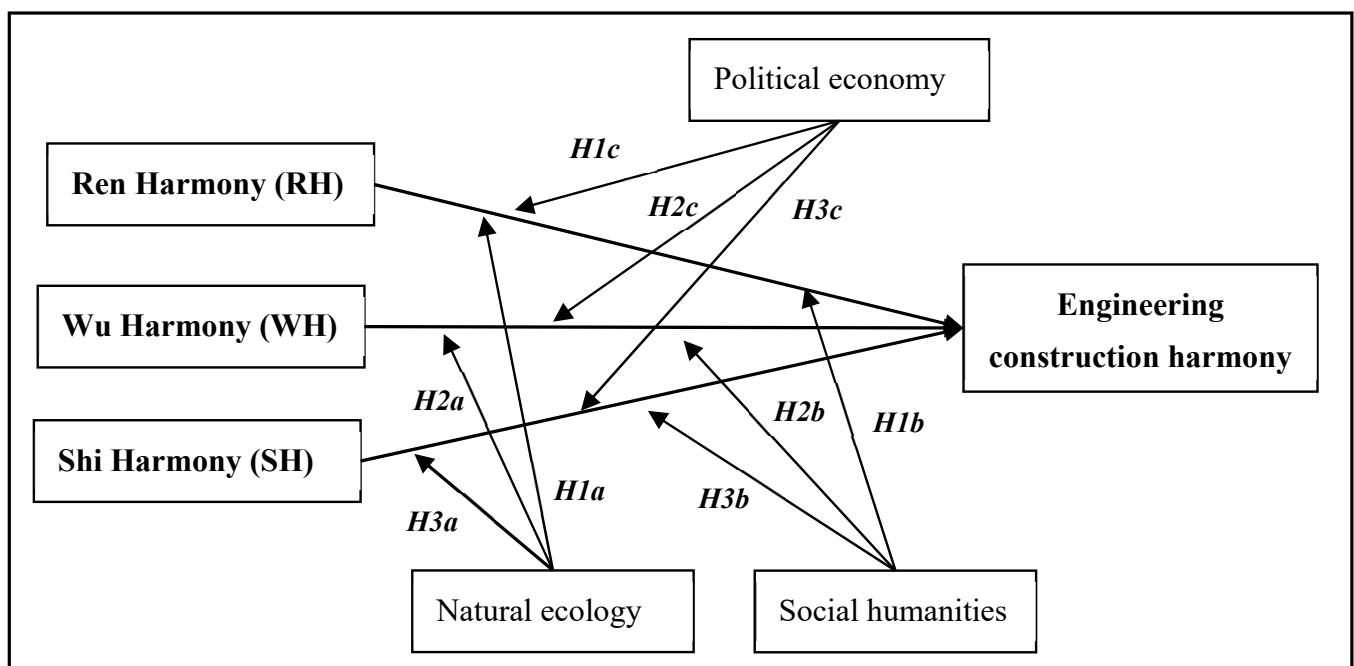 Political economy
H1c
Ren Harmony (RH)
H2c
H3c
Engineering
construction harmony
Wu Harmony (WH)
H2a
H2b
H1b
Shi Harmony (SH)
H1a
H3b
H3a
Natural ecology
Social humanities